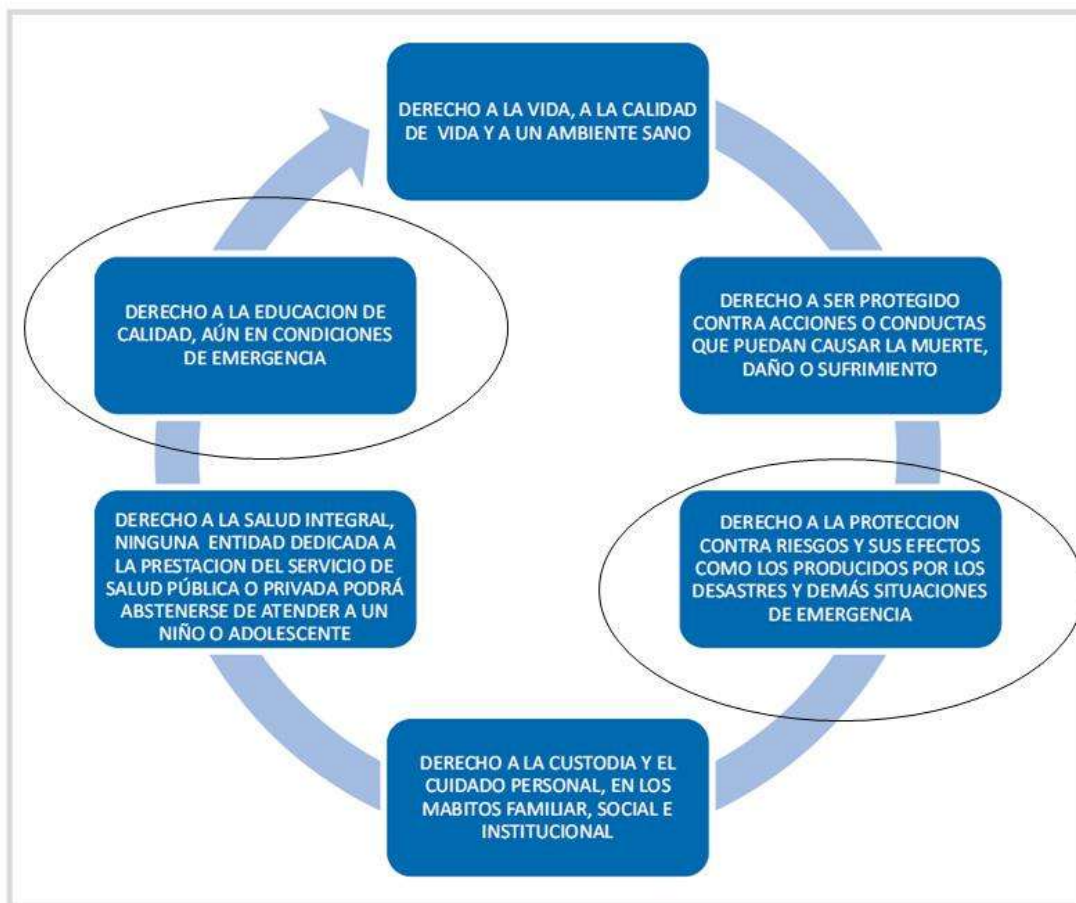 DERECHO A LA VIDA, A LA CALIDAD
DE VIDA Y A UN AMBIENTE SANO
DERECHO A SER PROTEGIDO
CONTRA ACCIONES O CONDUCTAS
QUE PUEDAN CAUSAR LA MUERTE,
DAÑO O SUFRIMIENTO
DERECHO A LA PROTECCION
CONTRA RIESGOS Y SUS EFECTOS
COMO LOS PRODUCIDOS POR LOS
DESASTRES Y DEMÁS SITUACIONES
DE EMERGENCIA
DERECHO A LA CUSTODIA Y EL
CUIDADO PERSONAL, EN LOS
MABITOS FAMILIAR, SOCIAL E
INSTITUCIONAL
DERECHO A LA SALUD INTEGRAL,
NINGUNA ENTIDAD DEDICADA A
LA PRESTACION DEL SERVICIO DE
SALUD PÚBLICA O PRIVADA PODRÁ
ABSTENERSE DE ATENDER A UN
NIÑO O ADOLESCENTE
DERECHO A LA EDUCACION DE
CALIDAD, AÚN EN CONDICIONES
DE EMERGENCIA